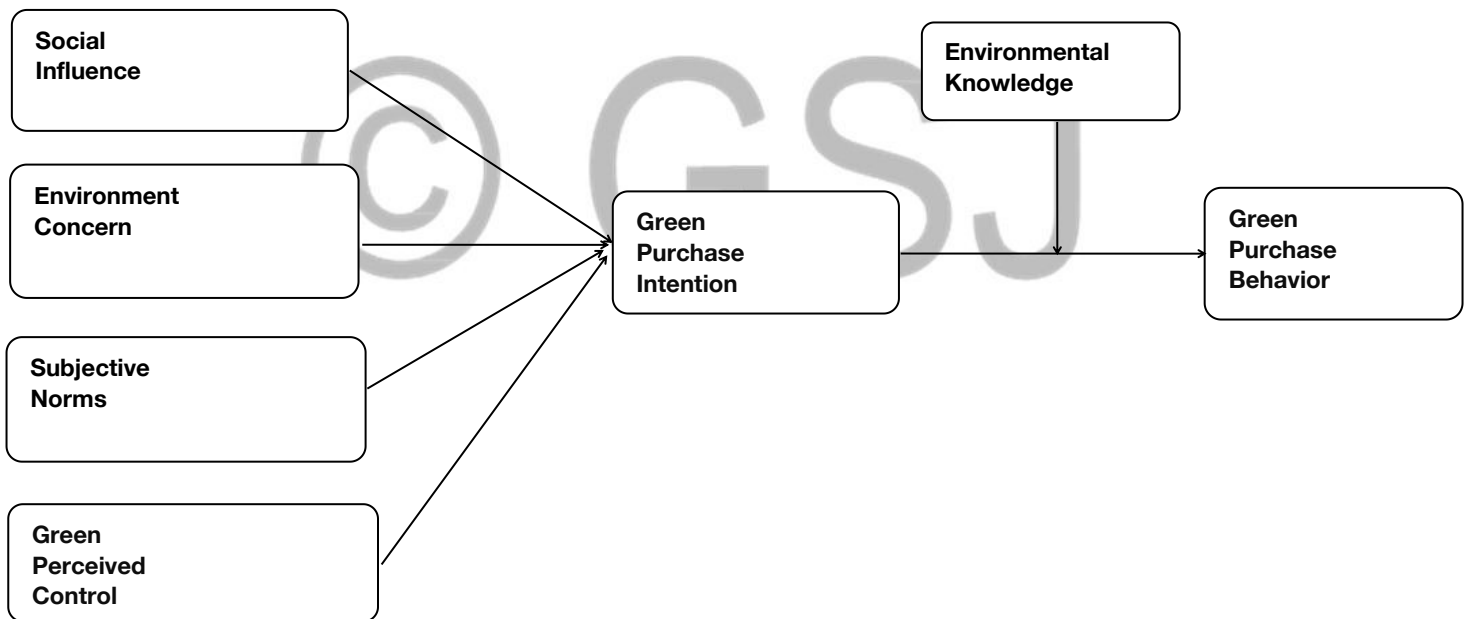 Social
Influence
Environment
Concern
Subjective
Norms
Green
Perceived
Control
© GSJ
Green
Purchase
Intention
Environmental
Knowledge
Green
Purchase
Behavior